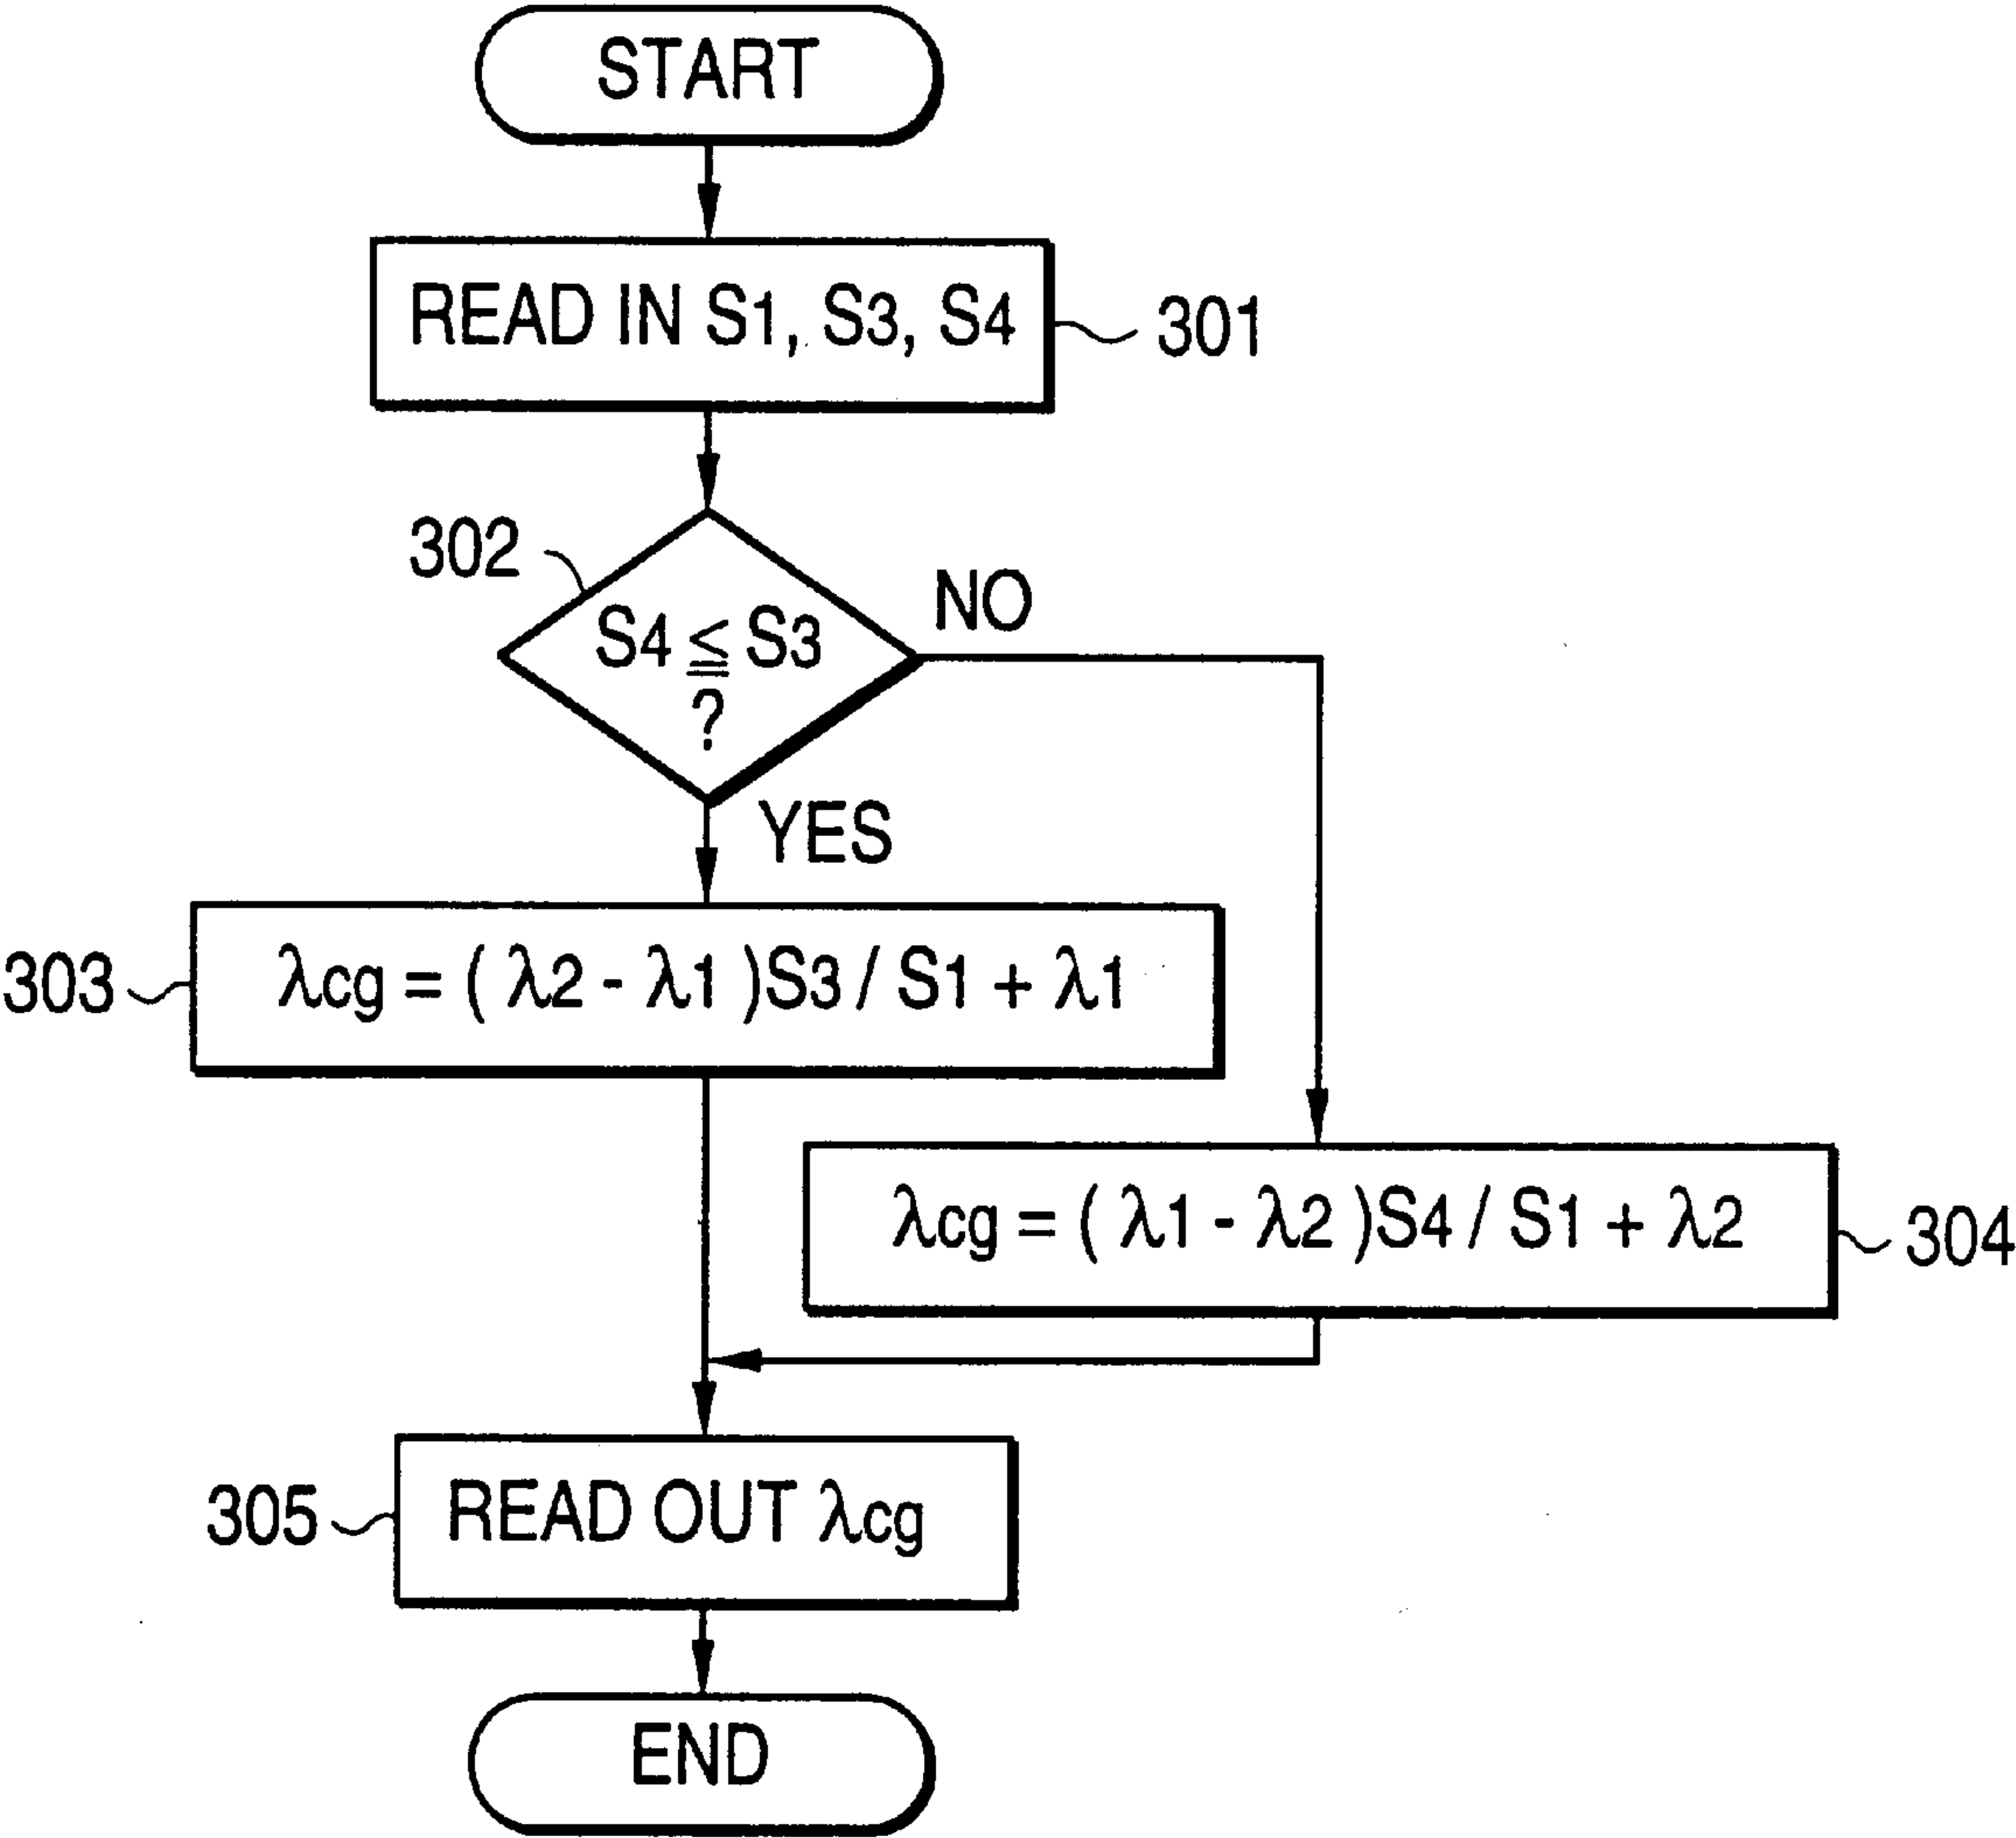 START
READ IN S1, S3, S4
301
302
S4 ≦ S3
?
NO
YES
303
λcg = ( λ2 - λ1 )S3 / S1 + λ1
λcg = ( λ1 - λ2 )S4 / S1 + λ2
304
305
READ OUT λcg
END